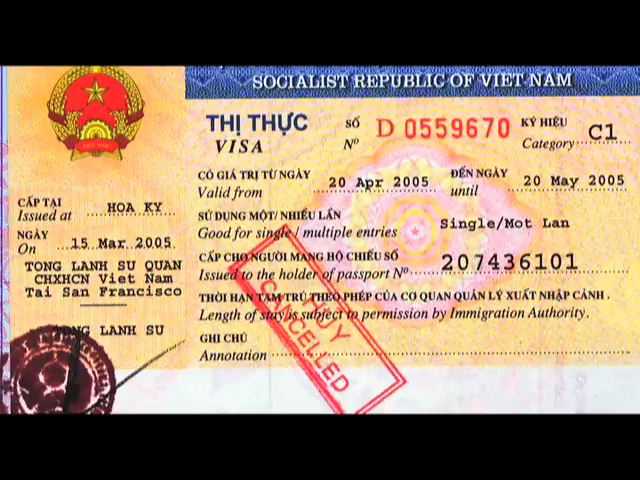 SOCIALIST REPUBLIC OF VIET NAM
THỊ THỰC
VISA
SỐ
Nº D 0559670
KÝ HIỆU
Category C1
CÓ GIÁ TRỊ TỪ NGÀY
Valid from 20 Apr 2005
ĐẾN NGÀY
until 20 May 2005
CẤP TẠI
Issued at HOA KY
NGÀY
On 15 Mar 2005
TONG LANH SU QUAN
CHXHCN Viet Nam
Tai San Francisco
TONG LANH SU
SỬ DỤNG MỘT/ NHIỀU LẦN
Good for single / multiple entries Single/Mot Lan
CẤP CHO NGƯỜI MANG HỘ CHIẾU SỐ
Issued to the holder of passport Nº 207436101
THỜI HẠN TẠM TRÚ THEO PHÉP CỦA CƠ QUAN QUẢN LÝ XUẤT NHẬP CẢNH .
Length of stay is subject to permission by Immigration Authority.
GHI CHÚ
Annotation
HUỶ
CANCELLED